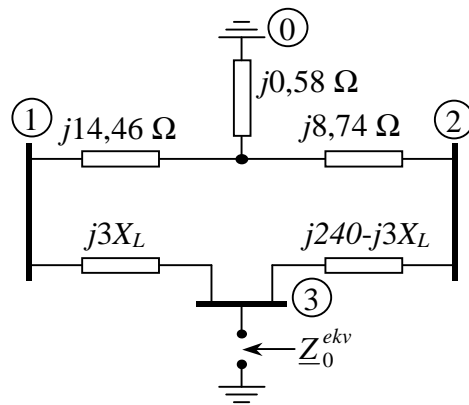 0
j0,58 Ω
1
j14,46 Ω
j8,74 Ω
2
j3X_L
j240-j3X_L
3
Z_0^{ekv}